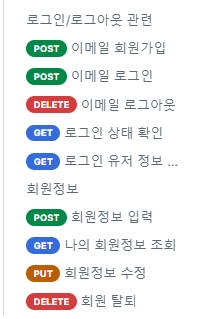 로그인/로그아웃 관련
POST 이메일 회원가입
POST 이메일 로그인
DELETE 이메일 로그아웃
GET 로그인 상태 확인
GET 로그인 유저 정보 ...
회원정보
POST 회원정보 입력
GET 나의 회원정보 조회
PUT 회원정보 수정
DELETE 회원 탈퇴